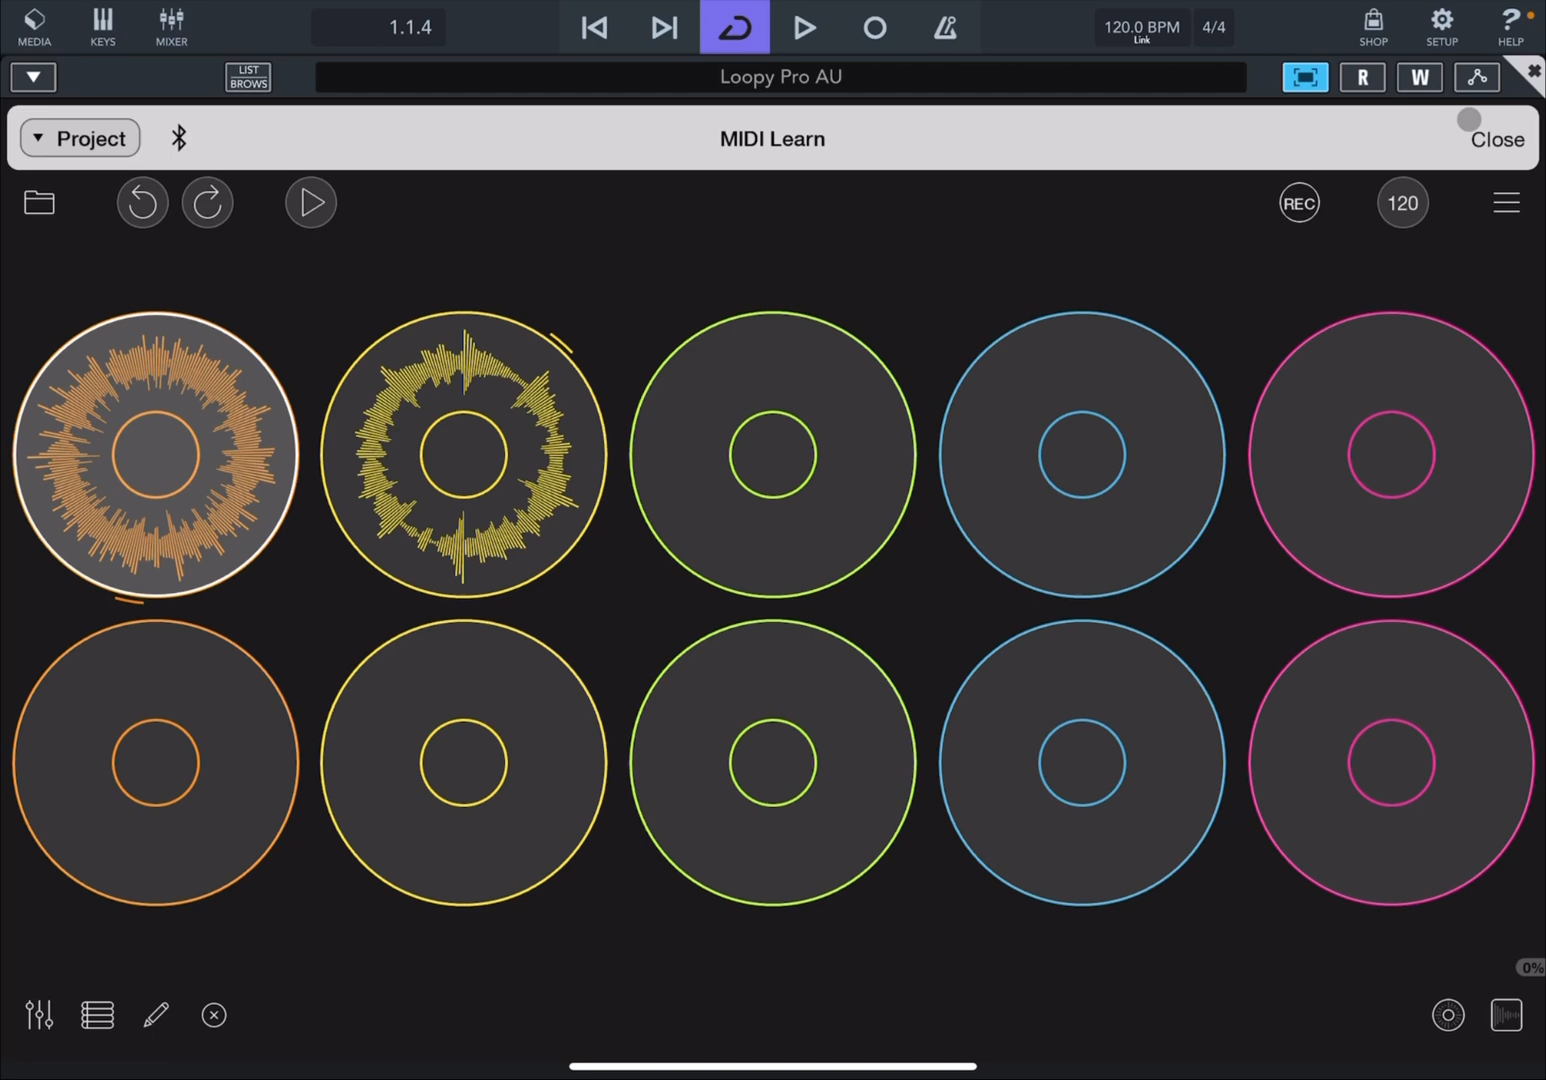 MEDIA
KEYS
MIXER
1.1.4
120.0 BPM
Link
4/4
SHOP
SETUP
?
HELP
LIST
BROWS
Loopy Pro AU
R
W
Project
MIDI Learn
Close
REC
120
0%